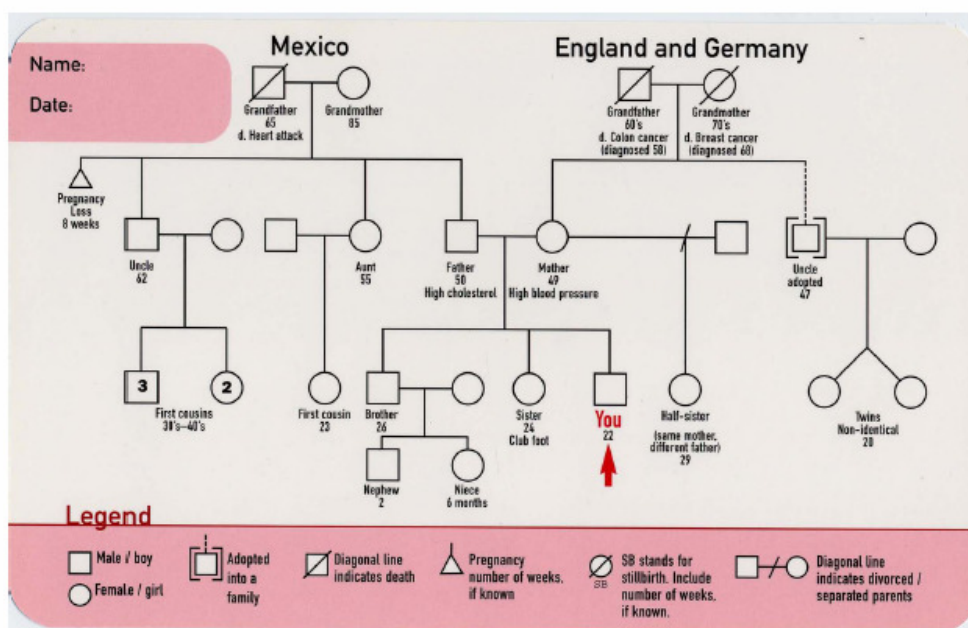 Mexico
England and Germany
Name:
Date:
Grandfather
65
d. Heart attack
Grandmother
85
Grandfather
60's
d. Colon cancer
(diagnosed 58)
Grandmother
70's
d. Breast cancer
(diagnosed 68)
Pregnancy
Loss
8 weeks
Uncle
62
Aunt
55
Father
50
High cholesterol
Mother
49
High blood pressure
Uncle
adopted
47
3
2
First cousins
30's–40's
First cousin
23
Brother
26
Sister
24
Club foot
You
22
Half-sister
(same mother,
different father)
29
Twins
Non-identical
20
Nephew
2
Niece
6 months
Legend
Male / boy
Female / girl
Adopted
into a
family
Diagonal line
indicates death
Pregnancy
number of weeks,
if known
SB
SB stands for
stillbirth. Include
number of weeks,
if known.
Diagonal line
indicates divorced /
separated parents